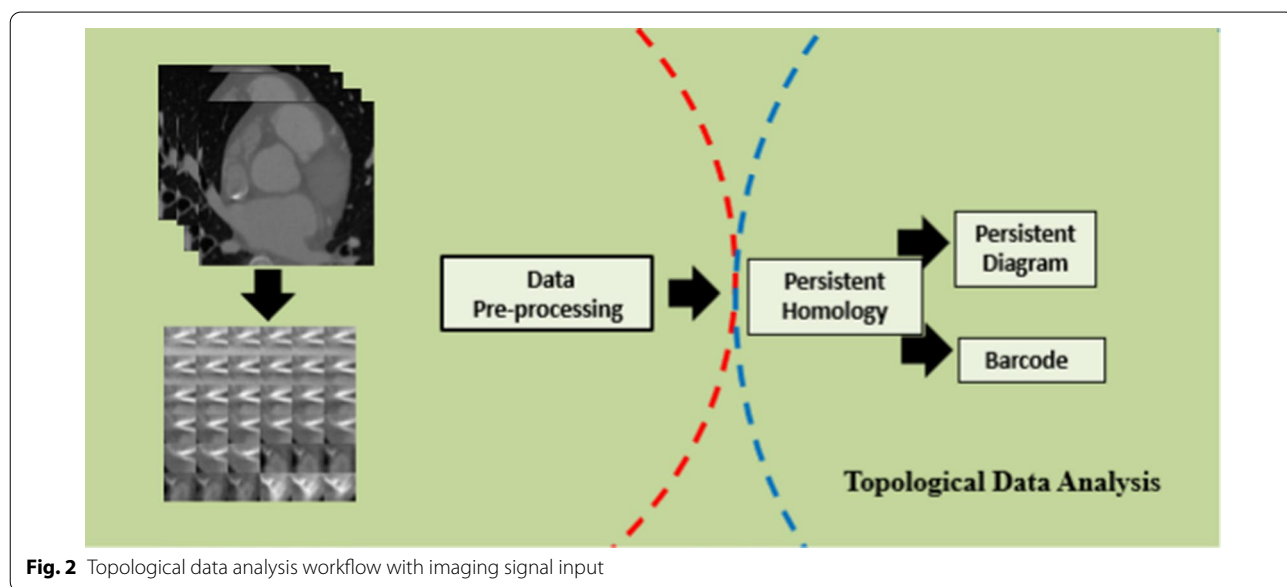 Data
Pre-processing
Persistent
Homology
Persistent
Diagram
Barcode
Topological Data Analysis
Fig. 2 Topological data analysis workflow with imaging signal input